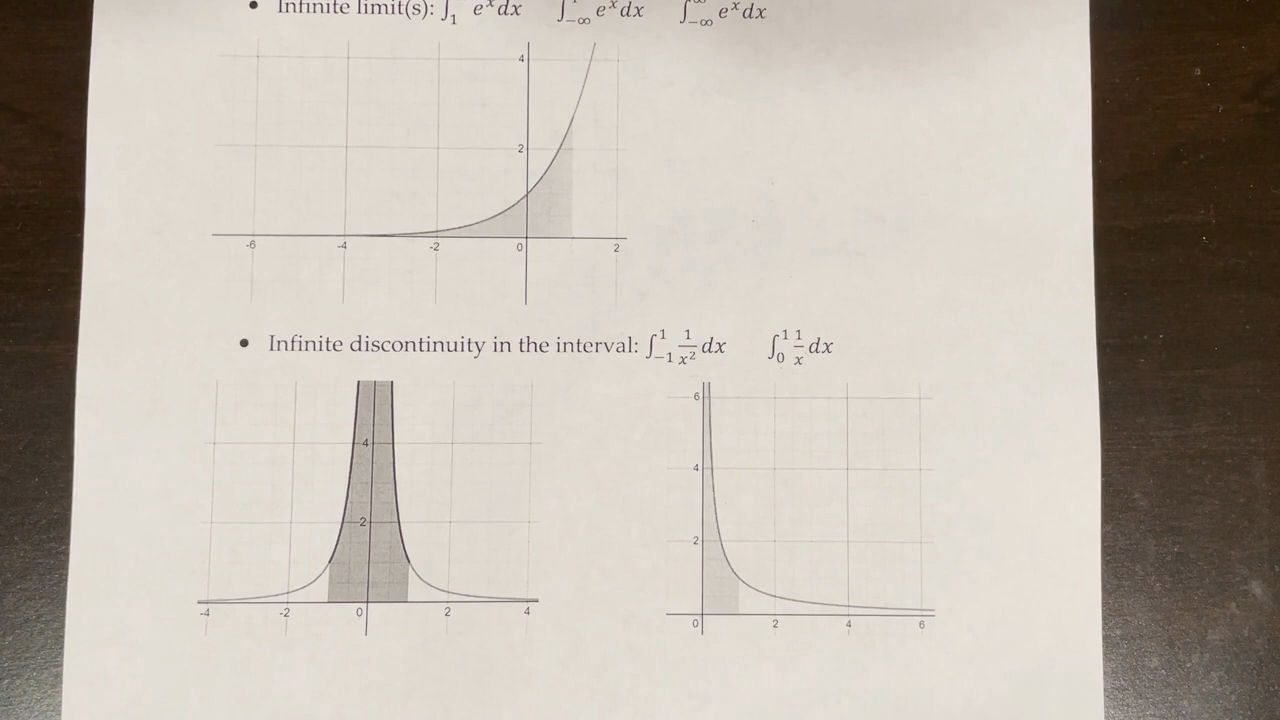 • Infinite limit(s): ∫₁ eˣdx ∫₋∞ eˣdx ∫₋∞^∞ eˣdx
4
2
-6 -4 -2 0 2
• Infinite discontinuity in the interval: ∫₋₁¹ 1/x² dx ∫₀¹ 1/x dx
4
2
-4 -2 0 2 4
6
4
2
0 2 4 6